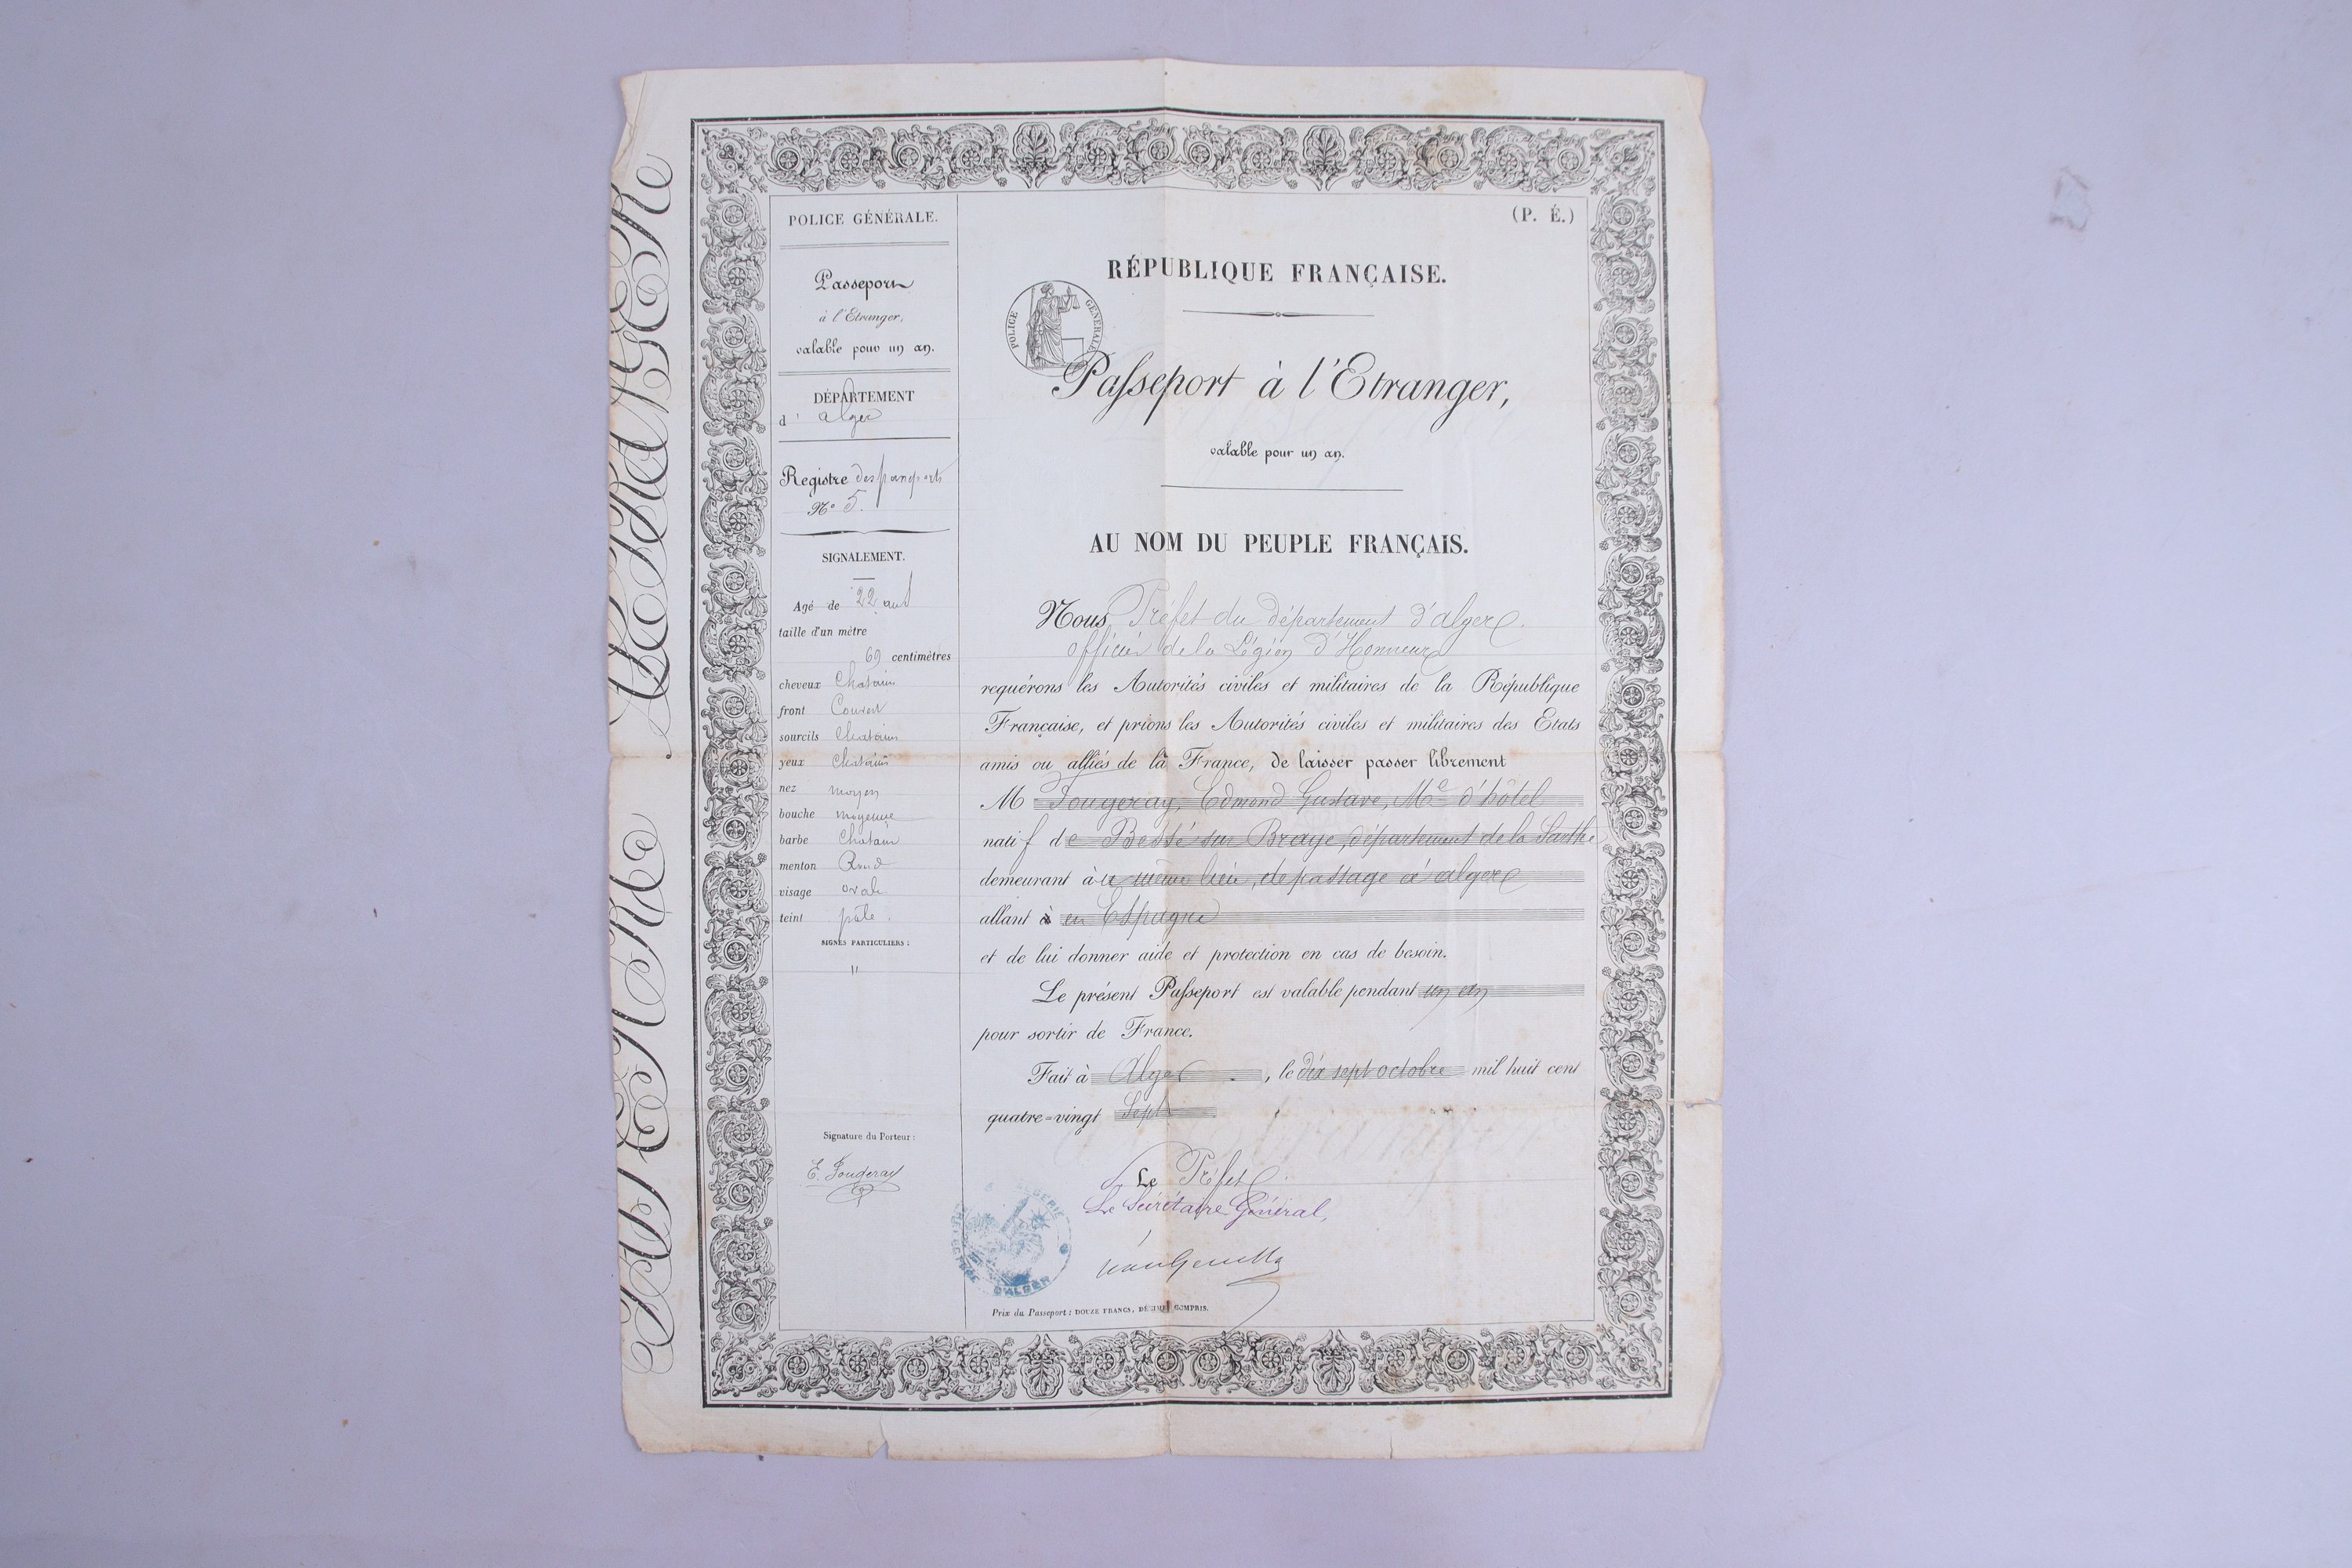 POLICE GÉNÉRALE.
Passeport
à l'Etranger,
valable pour un an.
DÉPARTEMENT
d' alger
Registre des passeports
N° 5.
SIGNALEMENT.
Agé de 22 ans
taille d'un mètre
69 centimètres
cheveux Chatains
front Couvert
sourcils Chatains
yeux Chatains
nez moyen
bouche moyenne
barbe Chatain
menton Rond
visage ovale
teint pâle.
SIGNES PARTICULIERS :
"
Signature du Porteur :
E. Fougeray
(P. É.)
RÉPUBLIQUE FRANÇAISE.
POLICE GÉNÉRALE
Passeport à l'Etranger,
valable pour un an.
AU NOM DU PEUPLE FRANÇAIS.
Nous Préfet du département d'alger
officier de la Légion d'Honneur
requérons les Autorités civiles et militaires de la République
Française, et prions les Autorités civiles et militaires des Etats
amis ou alliés de la France, de laisser passer librement
M Fougeray, Edmond Gustave, Me d'hôtel
natif de Bessé sur Braye, département de la Sarthe
demeurant à u même lieu, de passage à alger
allant à en Espagne
et de lui donner aide et protection en cas de besoin.
Le présent Passeport est valable pendant un an
pour sortir de France.
Fait à Alger, le dix sept octobre mil huit cent
quatre=vingt Sept
Le Préfet
Le Secrétaire Général,
D'ALGER
Prix du Passeport : DOUZE FRANCS, DÉCIMES COMPRIS.